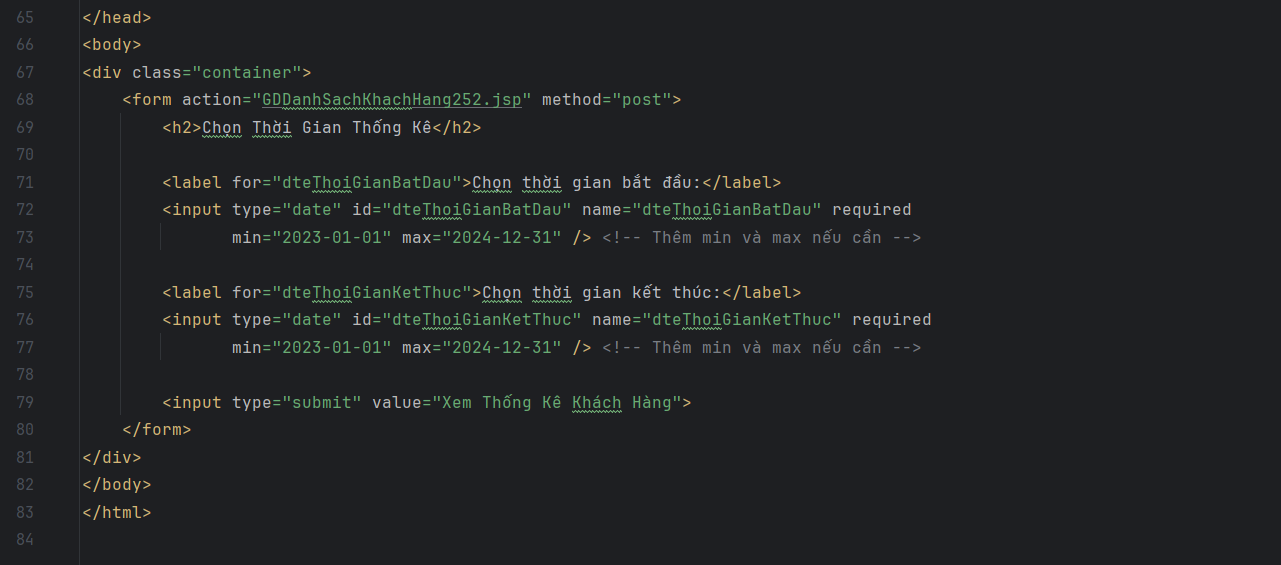 65 </head>
66 <body>
67 <div class="container">
68     <form action="GDDanhSachKhachHang252.jsp" method="post">
69         <h2>Chọn Thời Gian Thống Kê</h2>
70
71         <label for="dteThoiGianBatDau">Chọn thời gian bắt đầu:</label>
72         <input type="date" id="dteThoiGianBatDau" name="dteThoiGianBatDau" required
73                min="2023-01-01" max="2024-12-31" /> <!-- Thêm min và max nếu cần -->
74
75         <label for="dteThoiGianKetThuc">Chọn thời gian kết thúc:</label>
76         <input type="date" id="dteThoiGianKetThuc" name="dteThoiGianKetThuc" required
77                min="2023-01-01" max="2024-12-31" /> <!-- Thêm min và max nếu cần -->
78
79         <input type="submit" value="Xem Thống Kê Khách Hàng">
80     </form>
81 </div>
82 </body>
83 </html>
84